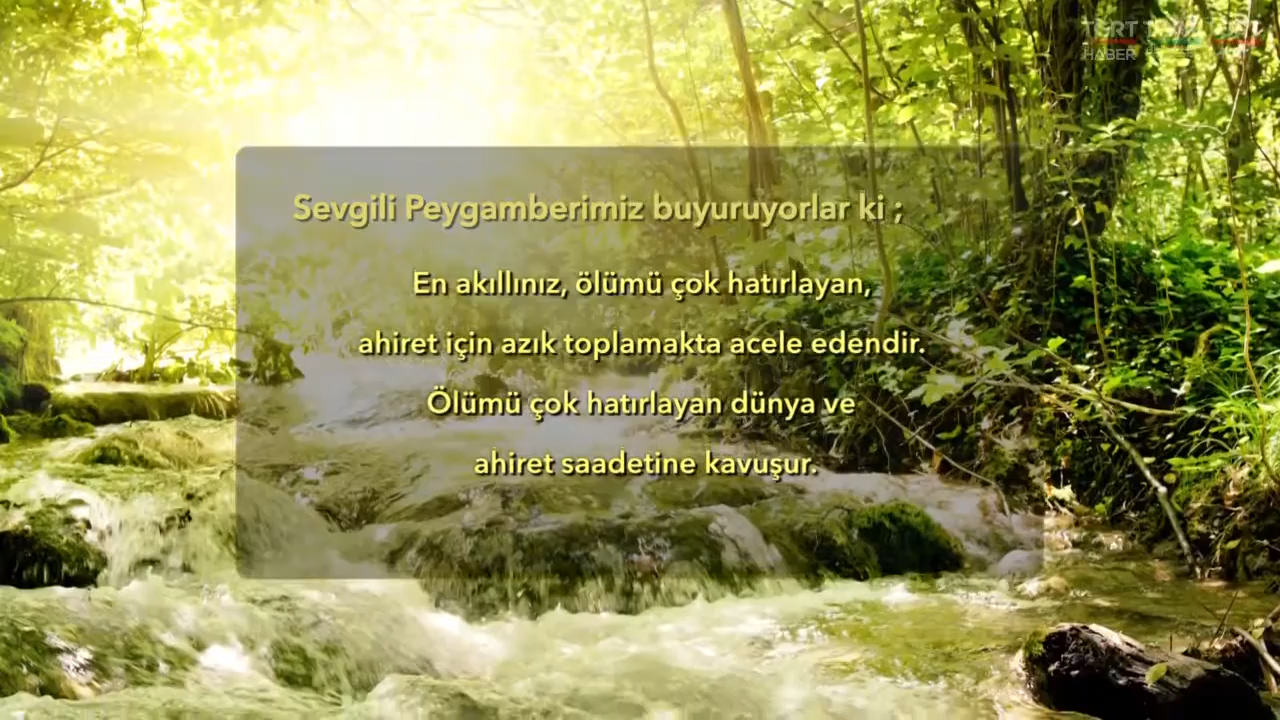 Sevgili Peygamberimiz buyuruyorlar ki ;
En akıllınız, ölümü çok hatırlayan,
ahiret için azık toplamakta acele edendir.
Ölümü çok hatırlayan dünya ve
ahiret saadetine kavuşur.
HABER